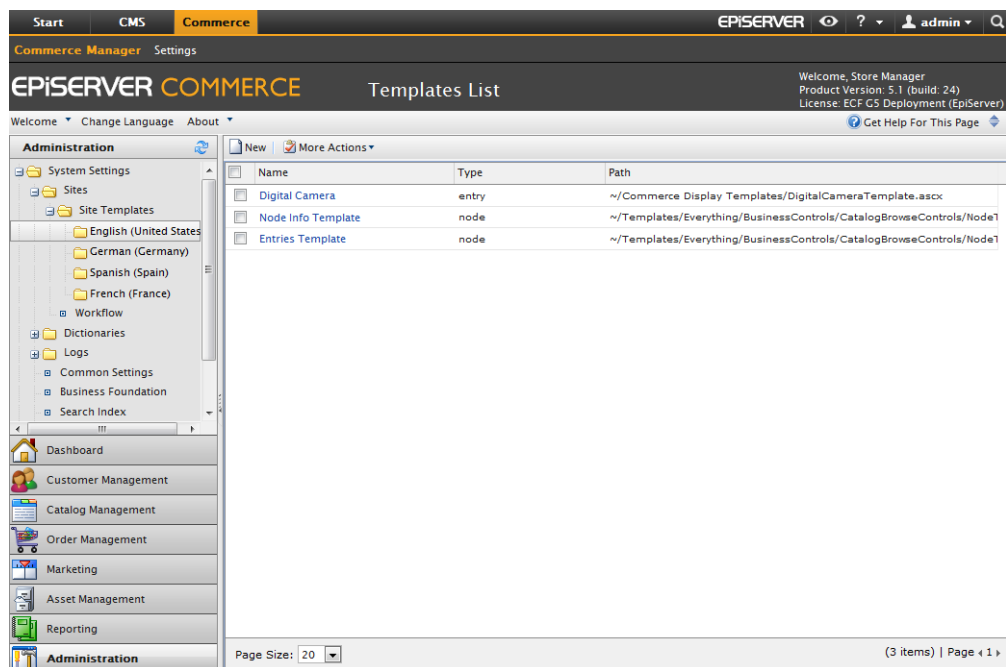 Start CMS Commerce EPiSERVER ? admin
Commerce Manager Settings
EPiSERVER COMMERCE Templates List
Welcome, Store Manager
Product Version: 5.1 (build: 24)
License: ECF G5 Deployment (EpiServer)
Welcome Change Language About Get Help For This Page
Administration
New More Actions
System Settings
Sites
Site Templates
English (United States
German (Germany)
Spanish (Spain)
French (France)
Workflow
Dictionaries
Logs
Common Settings
Business Foundation
Search Index
Name Type Path
Digital Camera entry ~/Commerce Display Templates/DigitalCameraTemplate.ascx
Node Info Template node ~/Templates/Everything/BusinessControls/CatalogBrowseControls/NodeT
Entries Template node ~/Templates/Everything/BusinessControls/CatalogBrowseControls/NodeT
Dashboard
Customer Management
Catalog Management
Order Management
Marketing
Asset Management
Reporting
Administration
Page Size: 20 (3 items) | Page 1